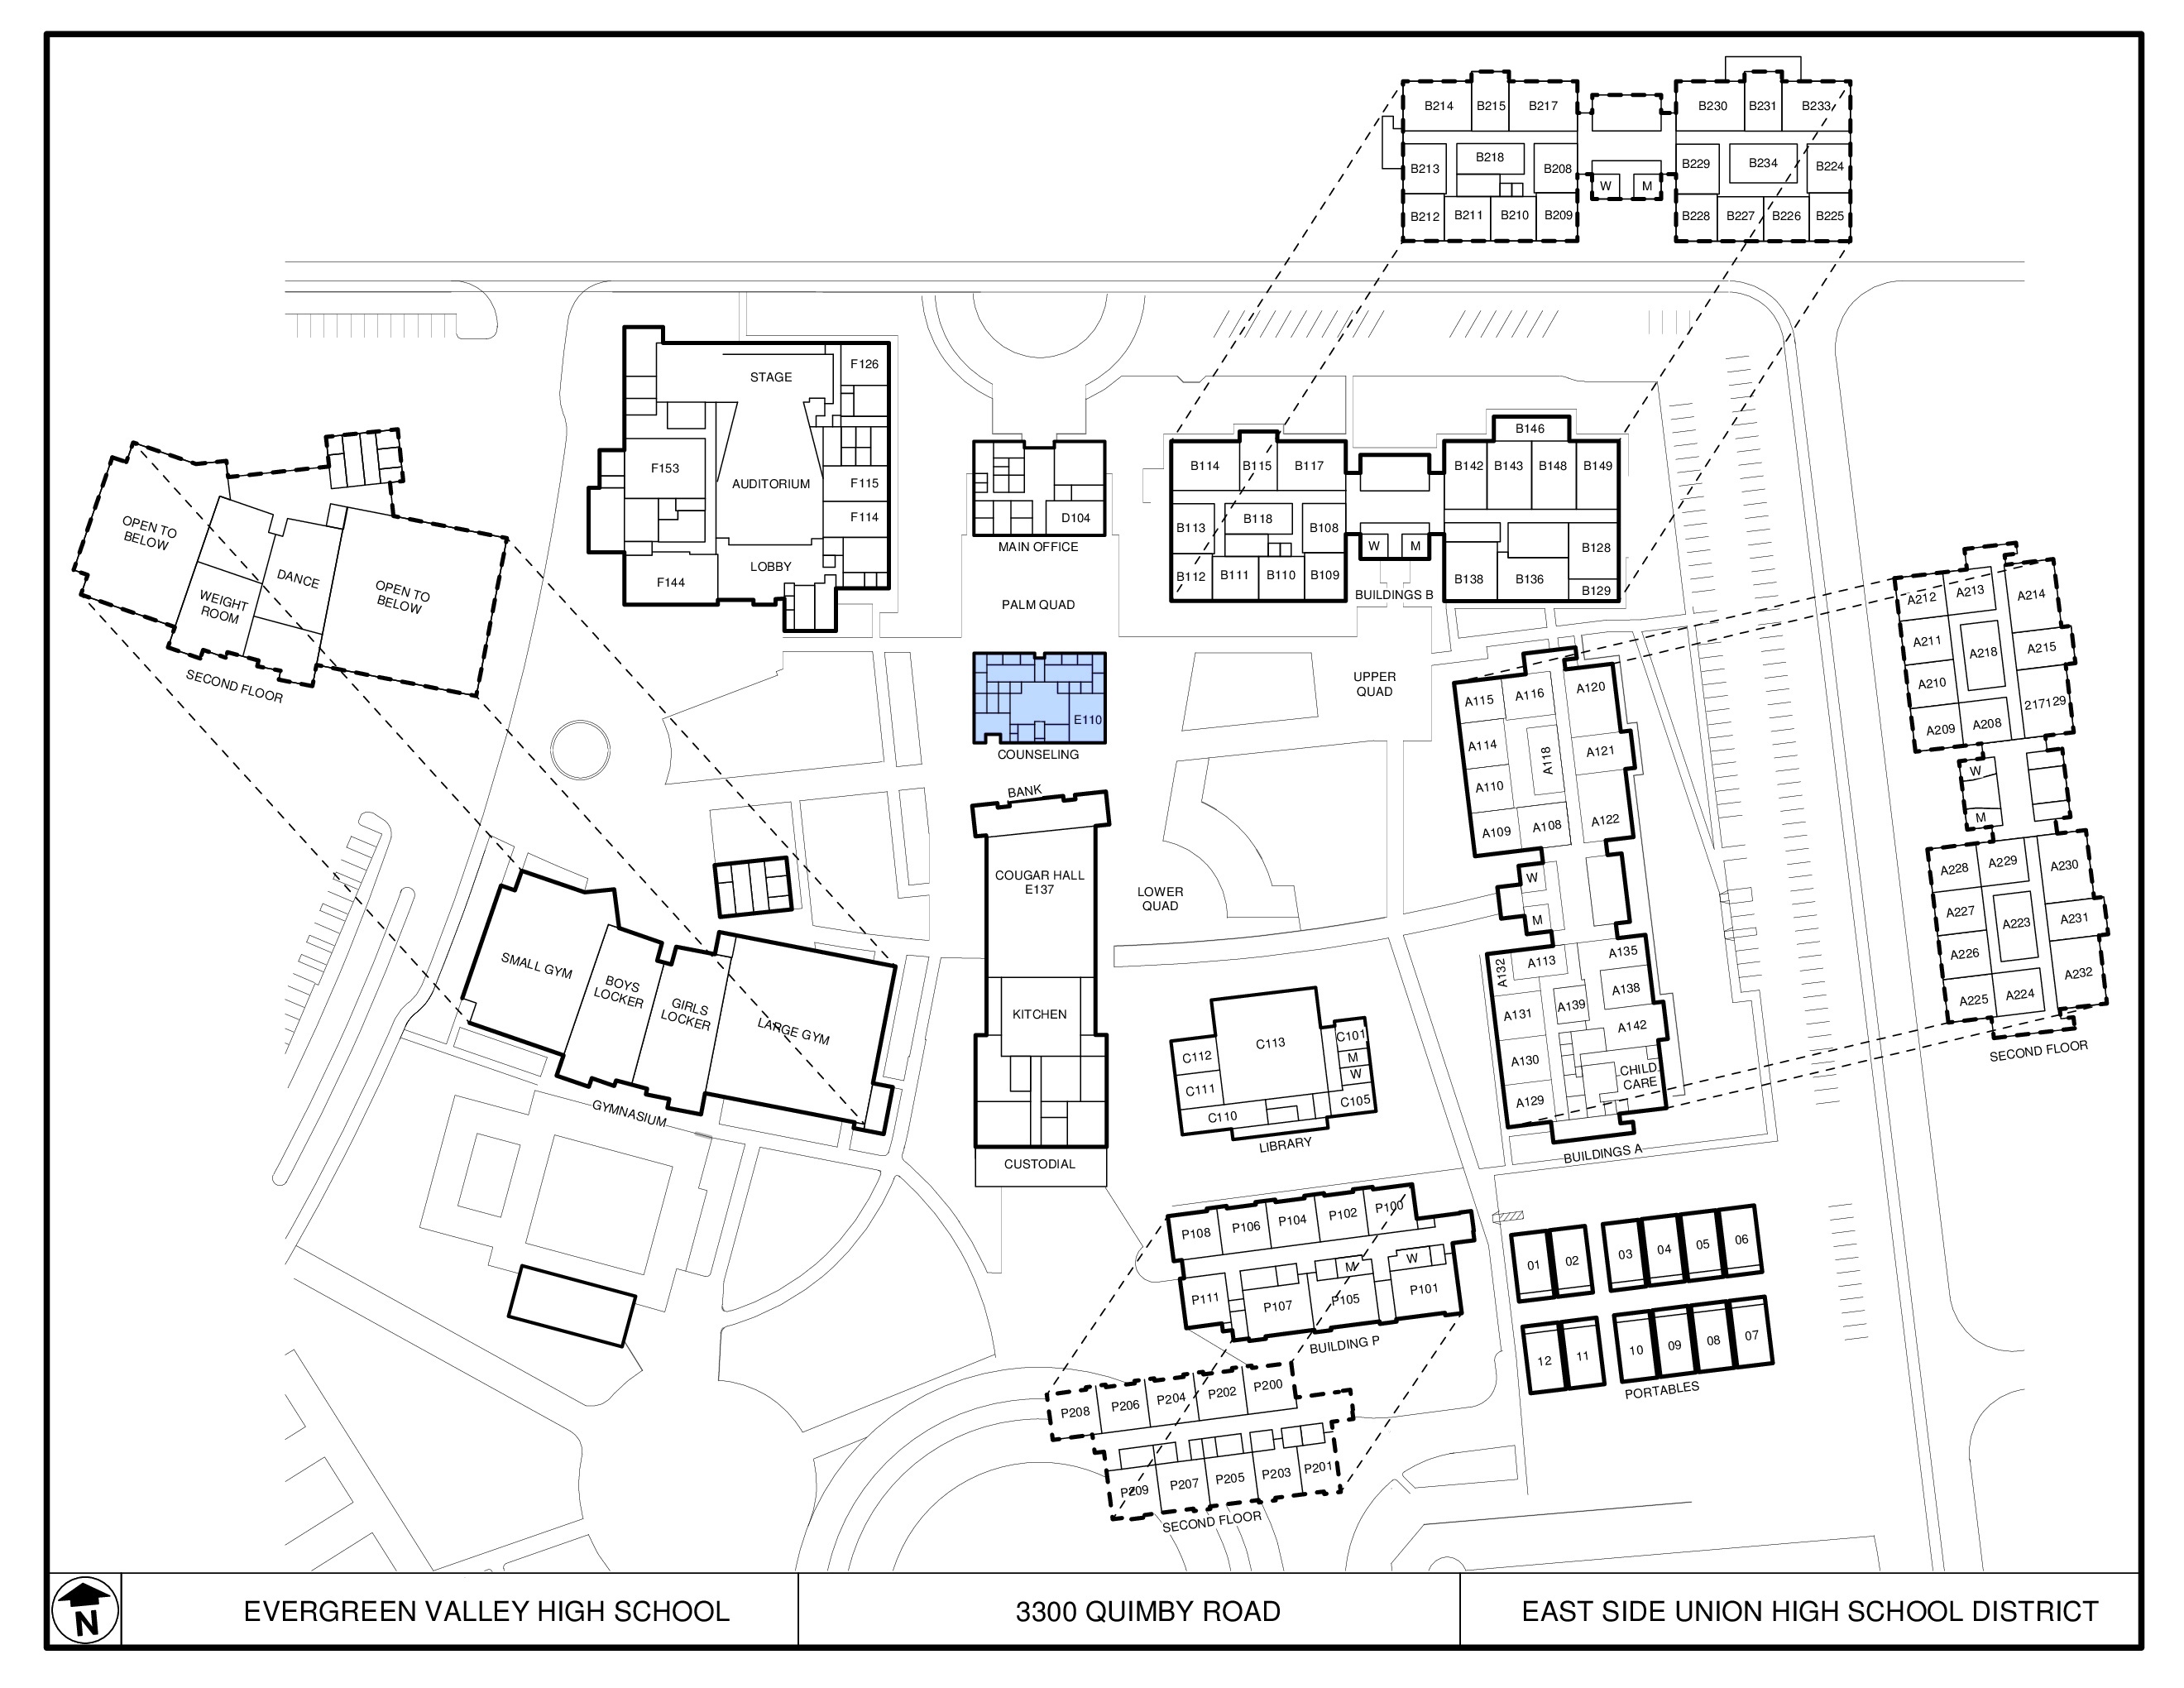 B214 B215 B217
B230 B231 B233
B213 B218 B208
W M
B229 B234 B224
B212 B211 B210 B209
B228 B227 B226 B225
STAGE
F126
F153
AUDITORIUM
F115
F114
LOBBY
F144
D104
MAIN OFFICE
PALM QUAD
B114 B115 B117
B146
B142 B143 B148 B149
B113 B118 B108
W M
B112 B111 B110 B109
B138 B136 B128
B129
BUILDINGS B
OPEN TO
BELOW
WEIGHT
ROOM
DANCE
OPEN TO
BELOW
SECOND FLOOR
E110
COUNSELING
UPPER
QUAD
A115 A116 A120
A114 A118 A121
A110
A109 A108 A122
W
M
A132 A113 A135
A138
A131 A139
A142
A130
CHILD
CARE
A129
BUILDINGS A
A212 A213 A214
A211 A218 A215
A210
A209 A208 217129
W
M
A228 A229 A230
A227 A223 A231
A226
A225 A224 A232
SECOND FLOOR
BANK
COUGAR HALL
E137
KITCHEN
CUSTODIAL
LOWER
QUAD
SMALL GYM
BOYS
LOCKER
GIRLS
LOCKER
LARGE GYM
GYMNASIUM
C113
C101
C112
M
W
C111
C105
C110
LIBRARY
P108 P106 P104 P102 P100
M W
P111 P107 P105 P101
BUILDING P
P208 P206 P204 P202 P200
P209 P207 P205 P203 P201
SECOND FLOOR
01 02 03 04 05 06
12 11 10 09 08 07
PORTABLES
N
EVERGREEN VALLEY HIGH SCHOOL
3300 QUIMBY ROAD
EAST SIDE UNION HIGH SCHOOL DISTRICT